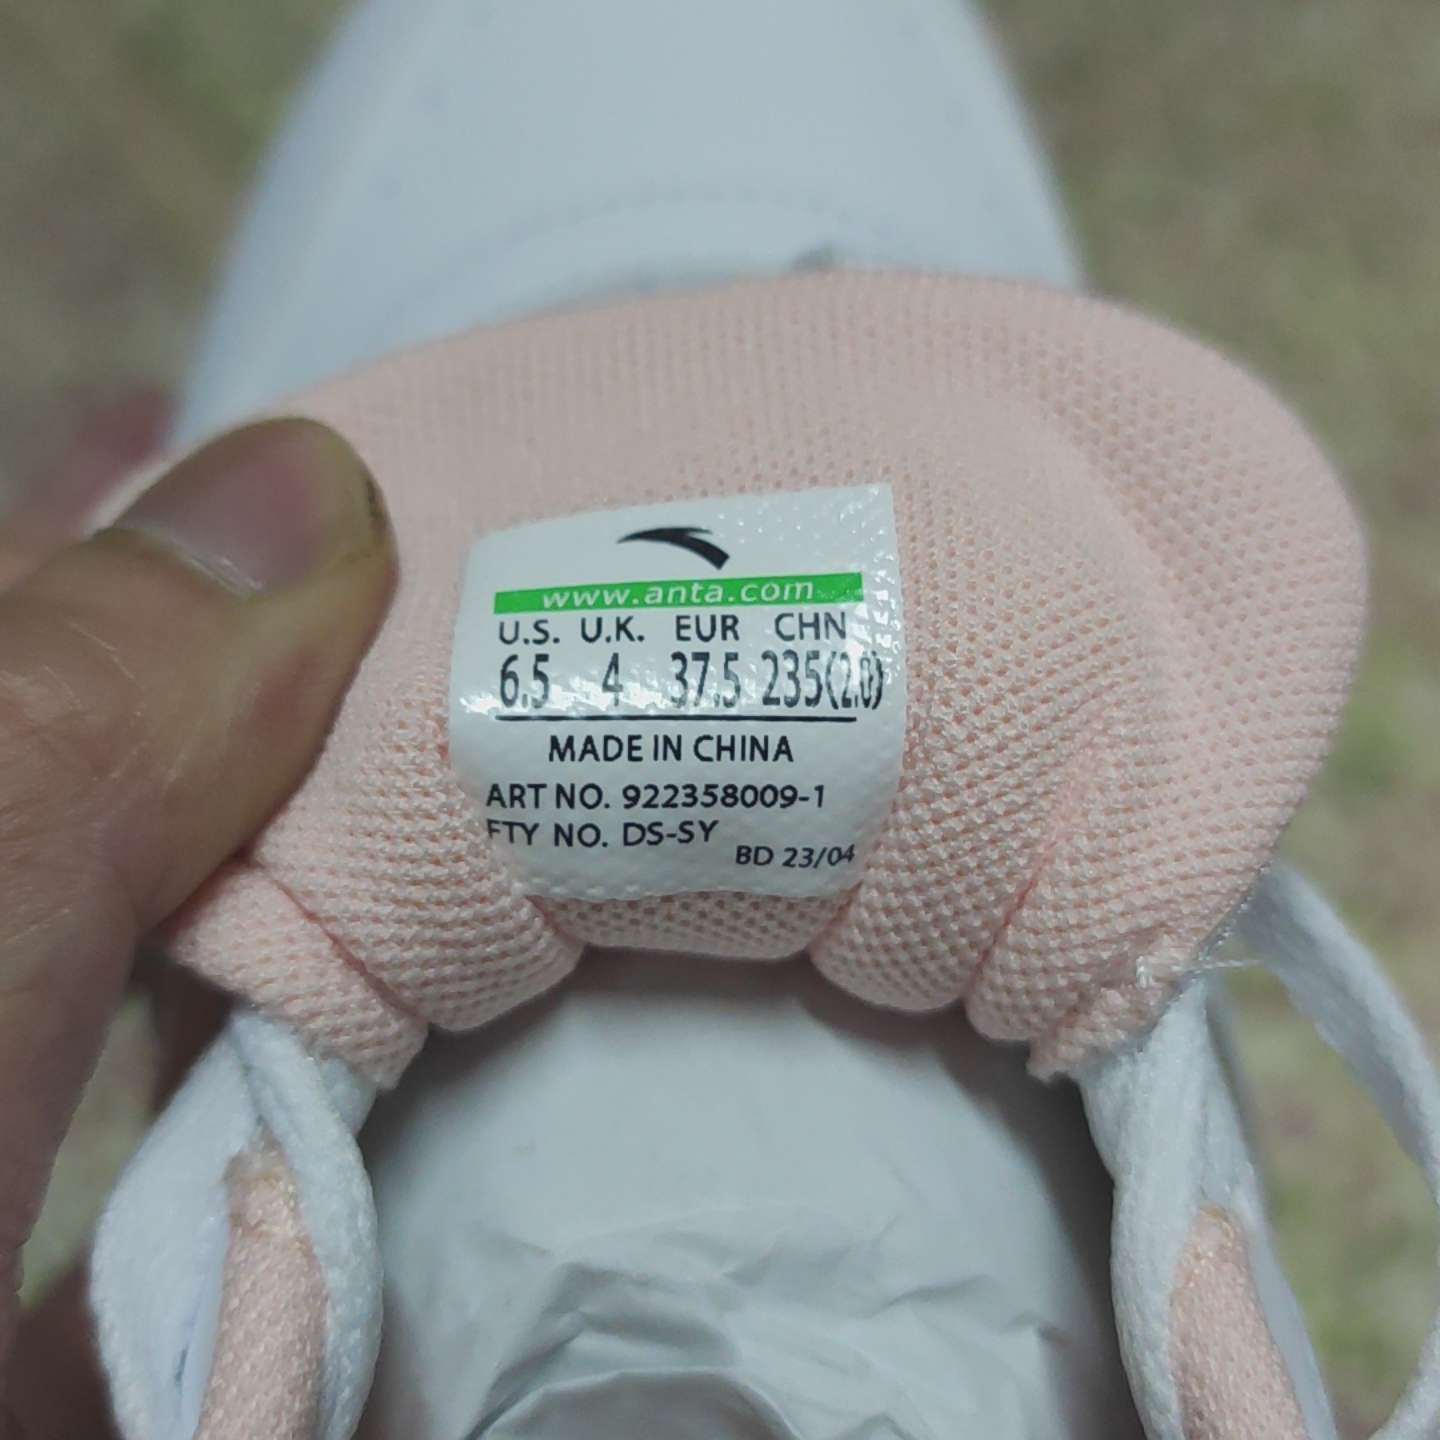 www.anta.com
U.S. U.K. EUR CHN
6.5 4 37.5 235(2.0)
MADE IN CHINA
ART NO. 922358009-1
FTY NO. DS-SY
BD 23/04